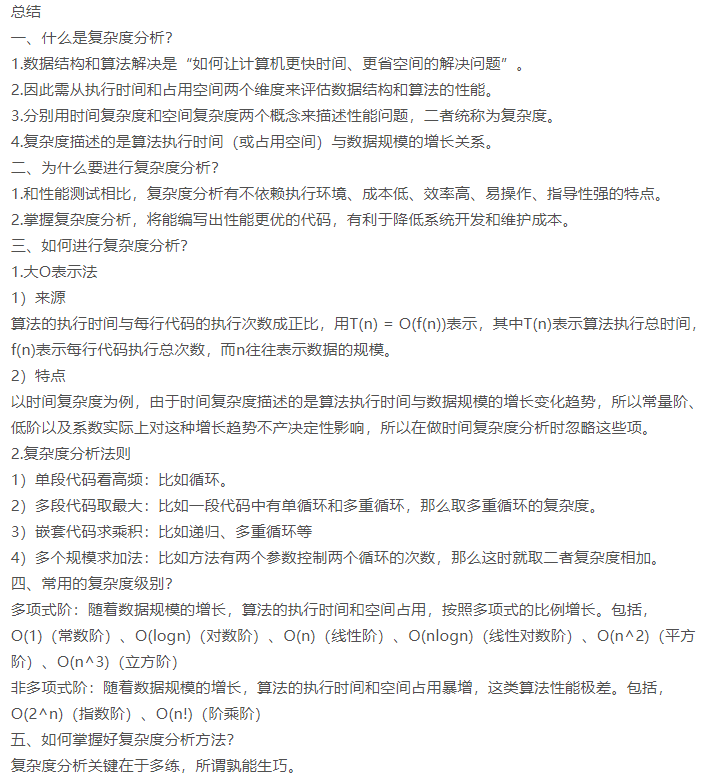 总结
一、什么是复杂度分析?
1.数据结构和算法解决是“如何让计算机更快时间、更省空间的解决问题”。
2.因此需从执行时间和占用空间两个维度来评估数据结构和算法的性能。
3.分别用时间复杂度和空间复杂度两个概念来描述性能问题，二者统称为复杂度。
4.复杂度描述的是算法执行时间（或占用空间）与数据规模的增长关系。
二、为什么要进行复杂度分析?
1.和性能测试相比，复杂度分析有不依赖执行环境、成本低、效率高、易操作、指导性强的特点。
2.掌握复杂度分析，将能编写出性能更优的代码，有利于降低系统开发和维护成本。
三、如何进行复杂度分析?
1.大O表示法
1）来源
算法的执行时间与每行代码的执行次数成正比，用T(n) = O(f(n))表示，其中T(n)表示算法执行总时间，
f(n)表示每行代码执行总次数，而n往往表示数据的规模。
2）特点
以时间复杂度为例，由于时间复杂度描述的是算法执行时间与数据规模的增长变化趋势，所以常量阶、
低阶以及系数实际上对这种增长趋势不产决定性影响，所以在做时间复杂度分析时忽略这些项。
2.复杂度分析法则
1）单段代码看高频：比如循环。
2）多段代码取最大：比如一段代码中有单循环和多重循环，那么取多重循环的复杂度。
3）嵌套代码求乘积：比如递归、多重循环等
4）多个规模求加法：比如方法有两个参数控制两个循环的次数，那么这时就取二者复杂度相加。
四、常用的复杂度级别?
多项式阶：随着数据规模的增长，算法的执行时间和空间占用，按照多项式的比例增长。包括，
O(1)（常数阶）、O(logn)（对数阶）、O(n)（线性阶）、O(nlogn)（线性对数阶）、O(n^2)（平方
阶）、O(n^3)（立方阶）
非多项式阶：随着数据规模的增长，算法的执行时间和空间占用暴增，这类算法性能极差。包括，
O(2^n)（指数阶）、O(n!)（阶乘阶）
五、如何掌握好复杂度分析方法?
复杂度分析关键在于多练，所谓孰能生巧。